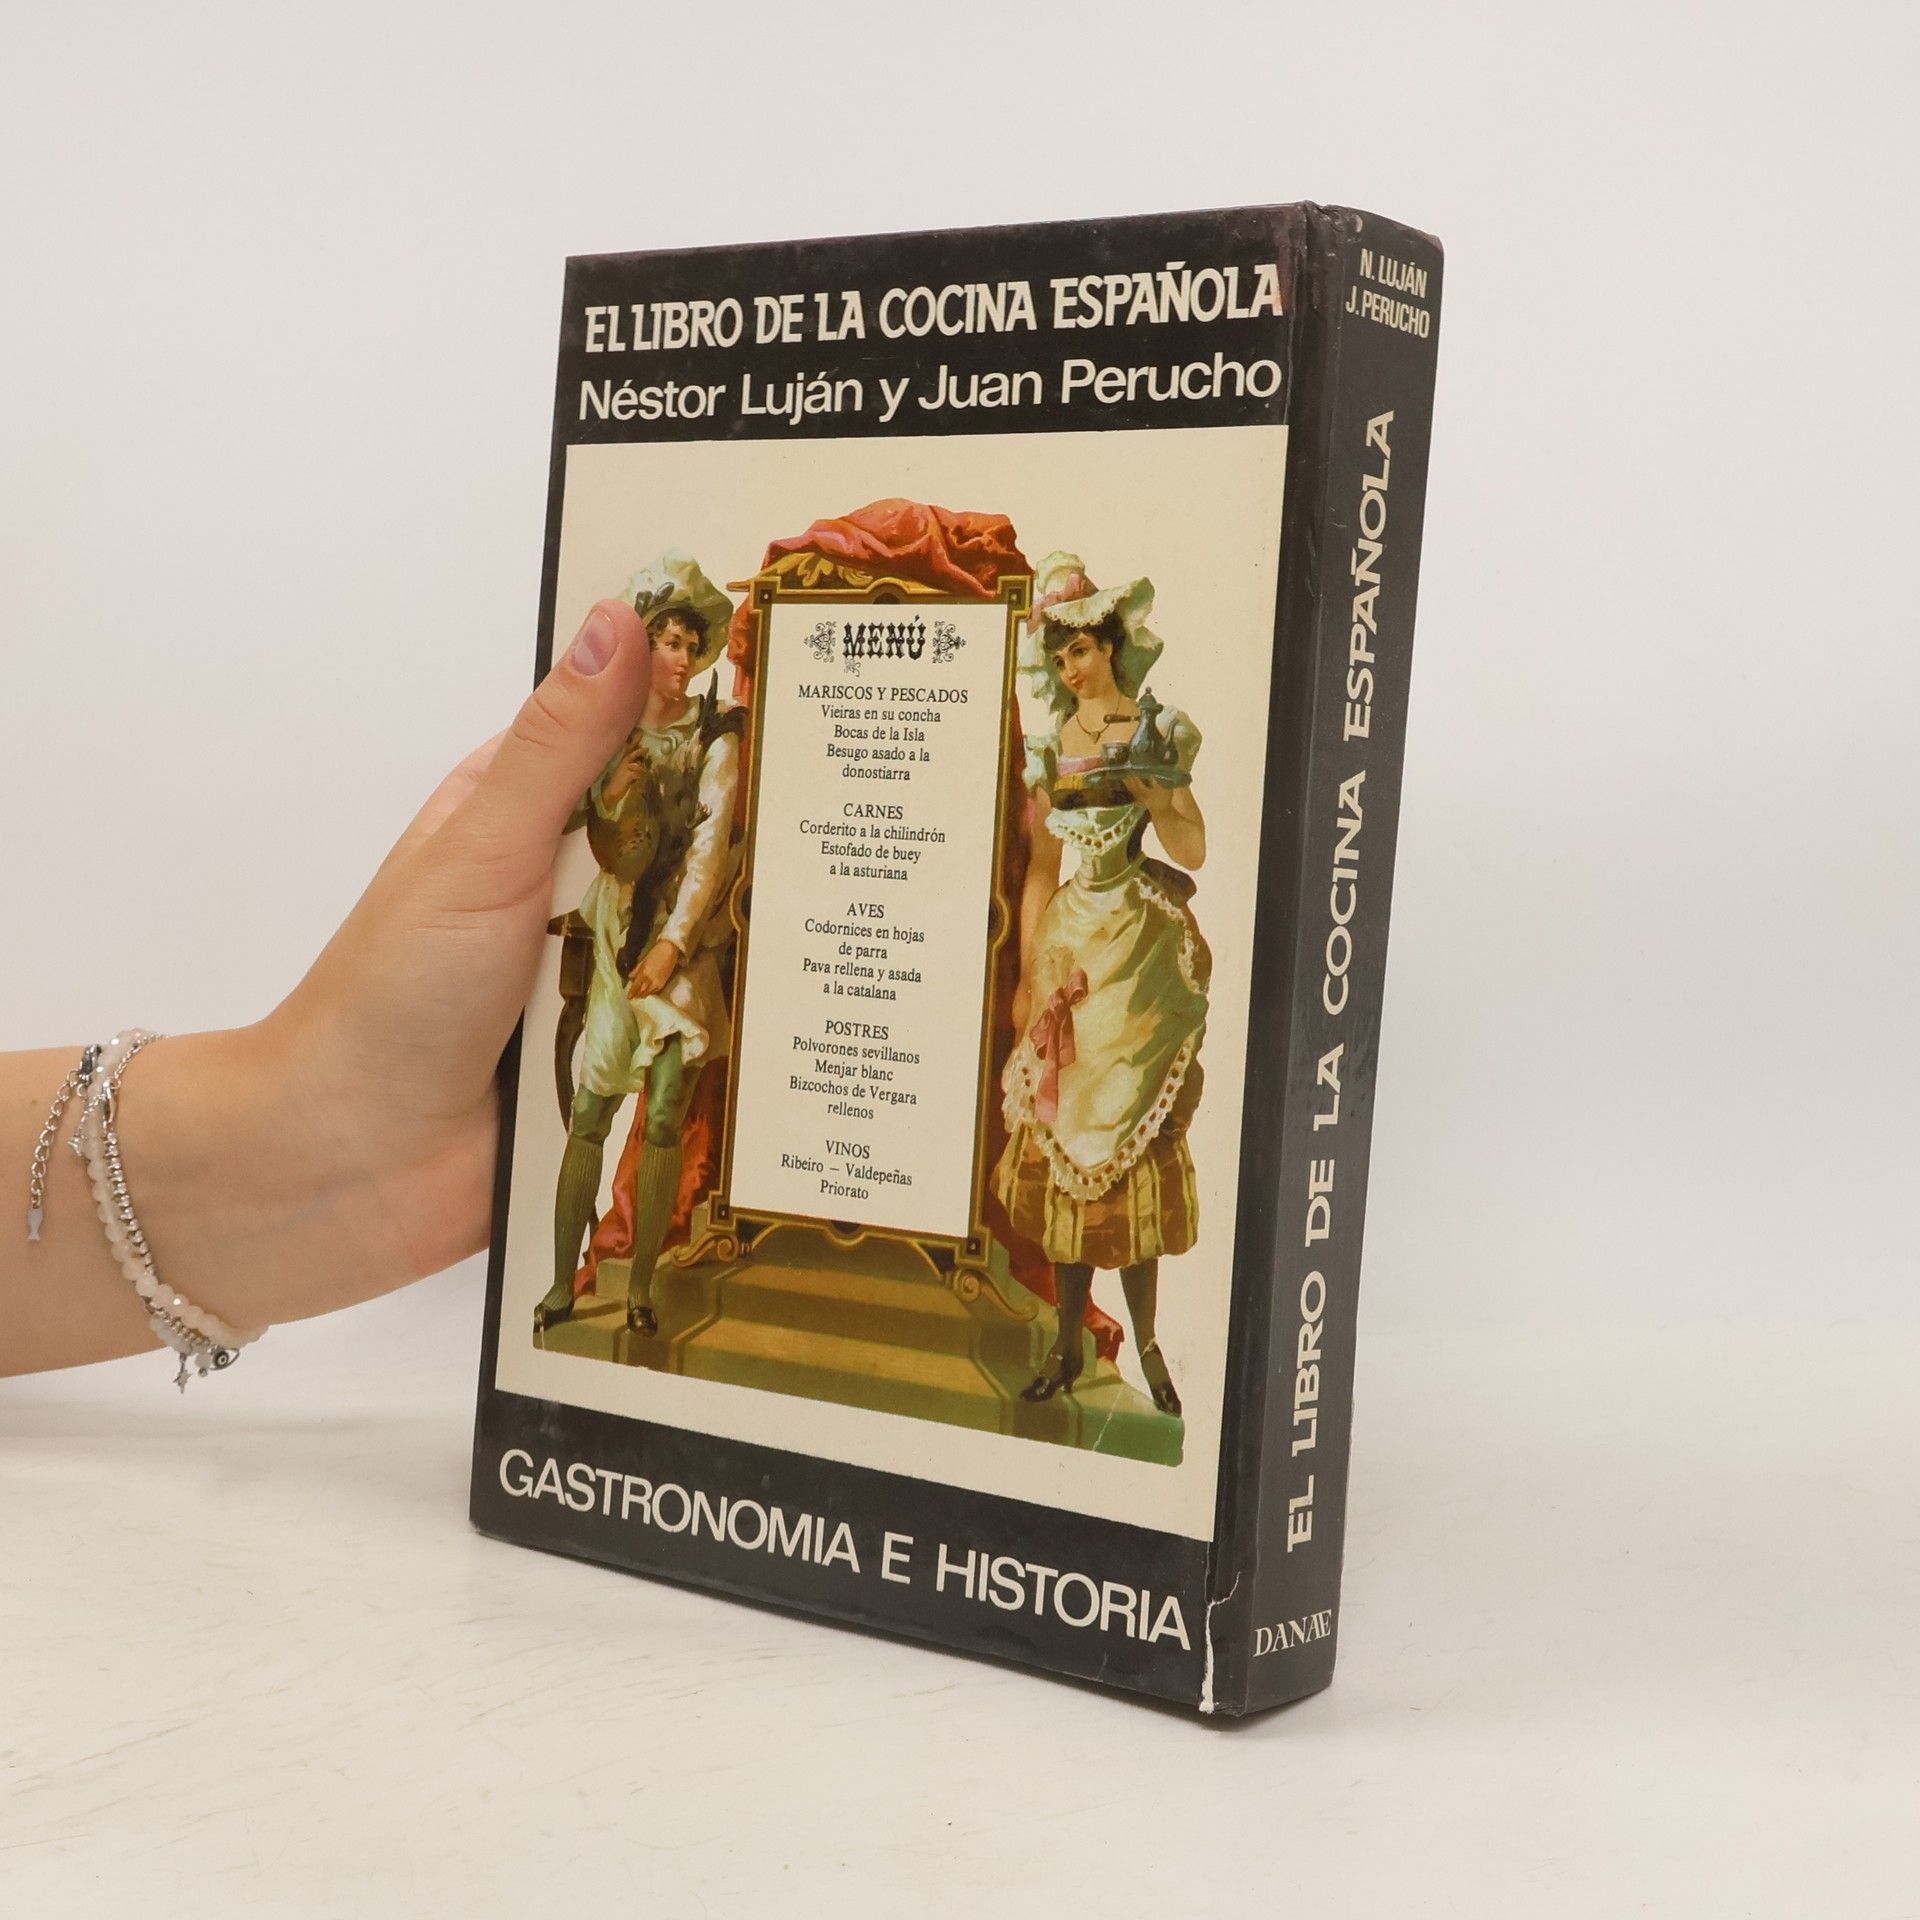 EL LIBRO DE LA COCINA ESPAÑOLA
Néstor Luján y Juan Perucho
MENÚ
MARISCOS Y PESCADOS
Vieiras en su concha
Bocas de la Isla
Besugo asado a la
donostiarra
CARNES
Corderito a la chilindrón
Estofado de buey
a la asturiana
AVES
Codornices en hojas
de parra
Pava rellena y asada
a la catalana
POSTRES
Polvorones sevillanos
Menjar blanc
Bizcochos de Vergara
rellenos
VINOS
Ribeiro — Valdepeñas
Priorato
GASTRONOMIA E HISTORIA
N. LUJÁN
J. PERUCHO
EL LIBRO DE LA COCINA ESPAÑOLA
DANAE